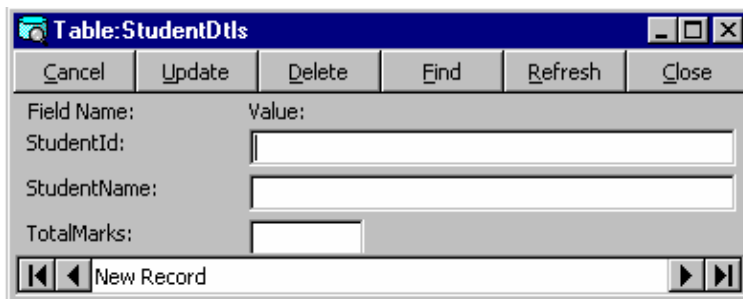 Table:StudentDtls
Cancel Update Delete Find Refresh Close
Field Name: Value:
StudentId:
StudentName:
TotalMarks:
New Record